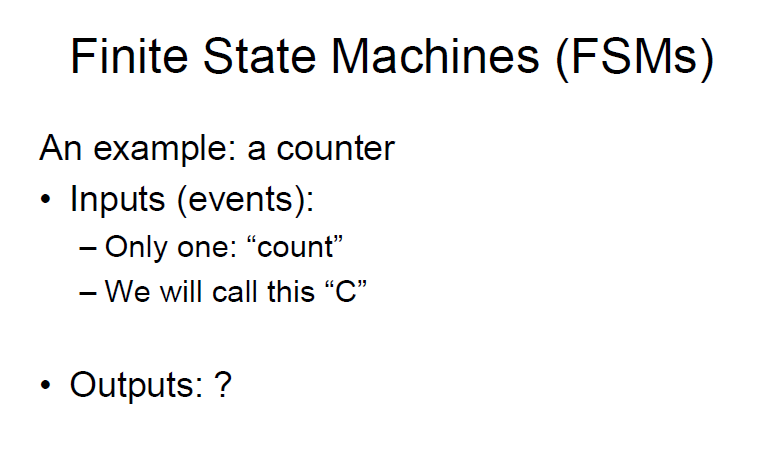 Finite State Machines (FSMs)
An example: a counter
• Inputs (events):
– Only one: “count”
– We will call this “C”
• Outputs: ?